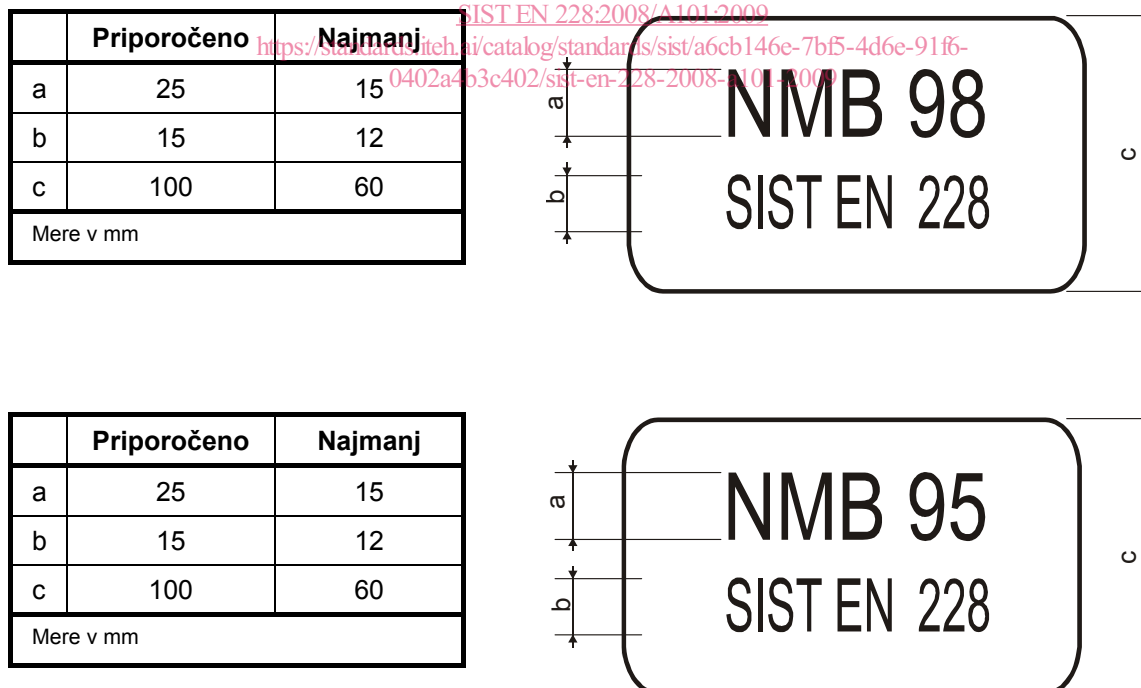 SIST EN 228:2008/A101:2009
https://standards.iteh.ai/catalog/standards/sist/a6cb146e-7bf5-4d6e-91f6-
0402a4b3c402/sist-en-228-2008-a101-2009
Priporočeno Najmanj
a 25 15
b 15 12
c 100 60
Mere v mm
a
b
NMB 98
SIST EN 228
c
Priporočeno Najmanj
a 25 15
b 15 12
c 100 60
Mere v mm
a
b
NMB 95
SIST EN 228
c